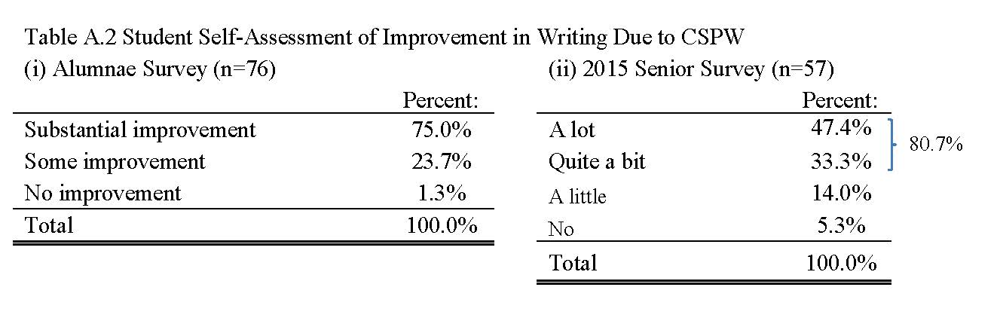 Table A.2 Student Self-Assessment of Improvement in Writing Due to CSPW
(i) Alumnae Survey (n=76)
Percent:
Substantial improvement 75.0%
Some improvement 23.7%
No improvement 1.3%
Total 100.0%
(ii) 2015 Senior Survey (n=57)
Percent:
A lot 47.4%
Quite a bit 33.3%
80.7%
A little 14.0%
No 5.3%
Total 100.0%